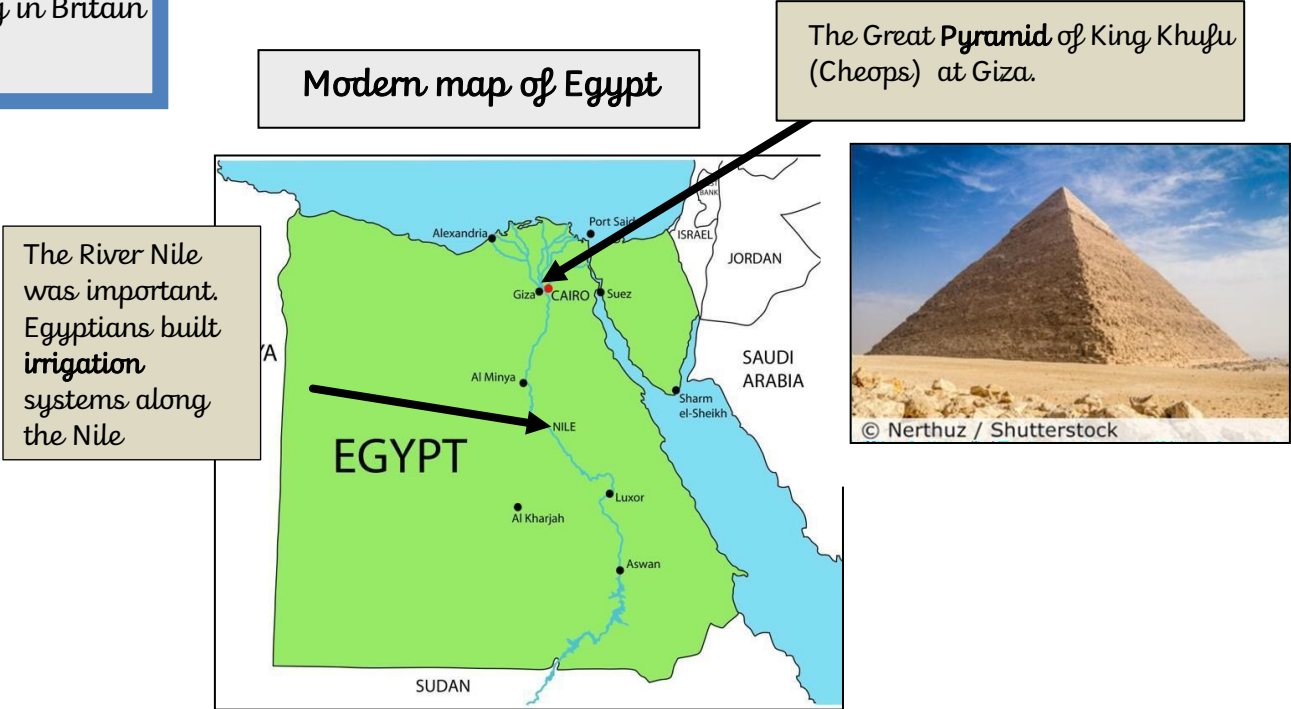 g in Britain
The Great Pyramid of King Khufu
(Cheops) at Giza.
Modern map of Egypt
The River Nile
was important.
Egyptians built
irrigation
systems along
the Nile
Alexandria
Port Said
BANK
ISRAEL
JORDAN
Giza
CAIRO
Suez
YA
Al Minya
SAUDI
ARABIA
Sharm
el-Sheikh
NILE
EGYPT
Luxor
Al Kharjah
Aswan
SUDAN
© Nerthuz / Shutterstock